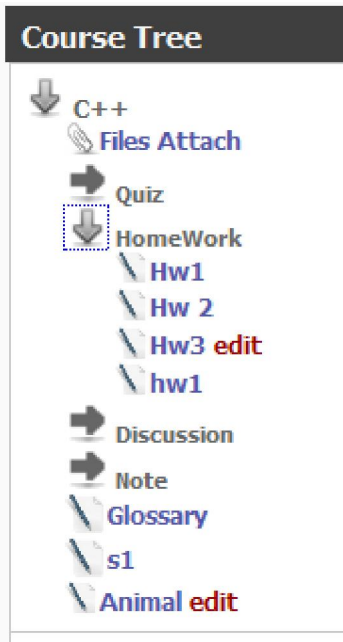 Course Tree
C++
Files Attach
Quiz
HomeWork
Hw1
Hw 2
Hw3 edit
hw1
Discussion
Note
Glossary
s1
Animal edit